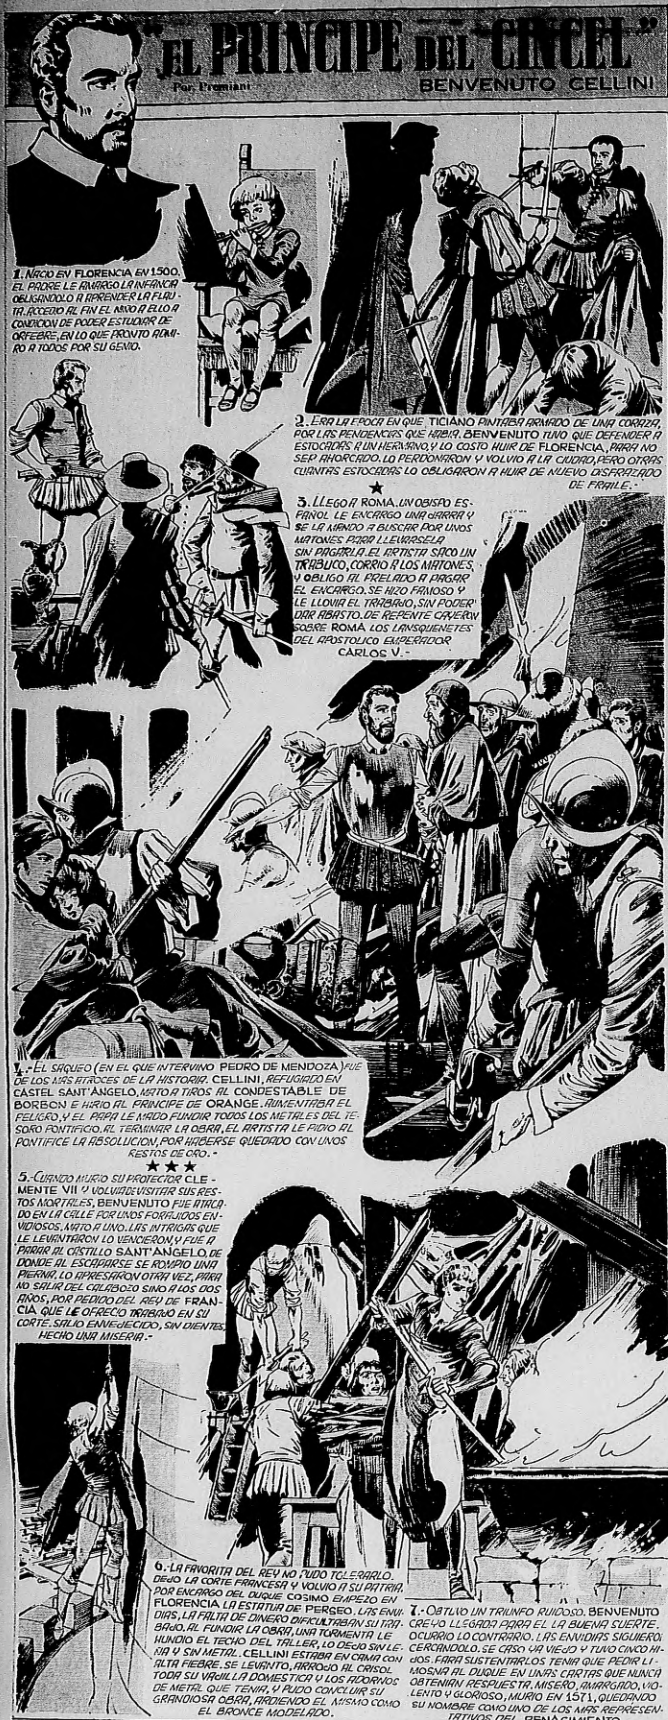 "EL PRINCIPE DEL CINCEL"
Por, Premiani
BENVENUTO CELLINI
1. NACIO EN FLORENCIA EN 1500.
EL PADRE LE AMARGO LA INFANCIA
OBLIGANDOLO A APRENDER LA FLAU-
TA. ACCEDIO AL FIN EL NIÑO A ELLO A
CONDICION DE PODER ESTUDIAR DE
ORFEBRE, EN LO QUE PRONTO ADMI-
RO A TODOS POR SU GENIO.
2. ERA LA EPOCA EN QUE TICIANO PINTABA ARMADO DE UNA CORAZA,
POR LAS PENDENCIAS QUE HABIA. BENVENUTO TUVO QUE DEFENDER A
ESTOCADAS A UN HERMANO, Y LO COSTO HUIR DE FLORENCIA, PARA NO
SER AHORCADO. LO PERDONARON Y VOLVIO A LA CIUDAD, PERO OTRAS
CUANTAS ESTOCADAS LO OBLIGARON A HUIR DE NUEVO DISFRAZADO
DE FRAILE.-
3. LLEGO A ROMA. UN OBISPO ES-
PAÑOL LE ENCARGO UNA JARRA Y
SE LA MANDO A BUSCAR POR UNOS
MATONES PARA LLEVARSELA
SIN PAGARLA. EL ARTISTA SACO UN
TRABUCO, CORRIO A LOS MATONES,
Y OBLIGO AL PRELADO A PAGAR
EL ENCARGO. SE HIZO FAMOSO Y
LE LLOVIA EL TRABAJO, SIN PODER
DAR ABASTO. DE REPENTE CAYERON
SOBRE ROMA LOS LANSQUENETES
DEL APOSTOLICO EMPERADOR
CARLOS V.-
4.-EL SAQUEO (EN EL QUE INTERVINO PEDRO DE MENDOZA) FUE
DE LOS MAS ATROCES DE LA HISTORIA. CELLINI, REFUGIADO EN
CASTEL SANT'ANGELO, MATO A TIROS AL CONDESTABLE DE
BORBON E HIRIO AL PRINCIPE DE ORANGE. AUMENTABA EL
PELIGRO, Y EL PAPA LE MANDO FUNDIR TODOS LOS METALES DEL TE-
SORO PONTIFICIO. AL TERMINAR LA OBRA, EL ARTISTA LE PIDIO AL
PONTIFICE LA ABSOLUCION, POR HABERSE QUEDADO CON UNOS
RESTOS DE ORO.-
5.-CUANDO MURIO SU PROTECTOR CLE-
MENTE VII Y VOLVIA DE VISITAR SUS RES-
TOS MORTALES, BENVENUTO FUE ATACA-
DO EN LA CALLE POR UNOS FORAJIDOS EN-
VIDIOSOS, MATO A UNO. LAS INTRIGAS QUE
LE LEVANTARON LO VENCIERON, Y FUE A
PARAR AL CASTILLO SANT'ANGELO, DE
DONDE AL ESCAPARSE SE ROMPIO UNA
PIERNA. LO APRESARON OTRA VEZ, PARA
NO SALIR DEL CALABOZO SINO A LOS DOS
AÑOS, POR PEDIDO DEL REY DE FRAN-
CIA QUE LE OFRECIO TRABAJO EN SU
CORTE. SALIO ENVEJECIDO, SIN DIENTES,
HECHO UNA MISERIA.-
6.-LA FAVORITA DEL REY NO PUDO TOLERARLO.
DEJO LA CORTE FRANCESA Y VOLVIO A SU PATRIA.
POR ENCARGO DEL DUQUE COSIMO EMPEZO EN
FLORENCIA LA ESTATUA DE PERSEO. LAS ENVI-
DIAS, LA FALTA DE DINERO DIFICULTABAN SU TRA-
BAJO. AL FUNDIR LA OBRA, UNA TORMENTA LE
HUNDIO EL TECHO DEL TALLER, LO DEJO SIN LE-
ÑA Y SIN METAL. CELLINI ESTABA EN CAMA CON
ALTA FIEBRE. SE LEVANTO, ARROJO AL CRISOL
TODA SU VAJILLA DOMESTICA Y LOS ADORNOS
DE METAL QUE TENIA, Y PUDO CONCLUIR SU
GRANDIOSA OBRA, ARDIENDO EL MISMO COMO
EL BRONCE MODELADO.
7.-OBTUVO UN TRIUNFO RUIDOSO. BENVENUTO
CREYO LLEGADA PARA EL LA BUENA SUERTE.
OCURRIO LO CONTRARIO. LAS ENVIDIAS SIGUIERON
CERCANDOLO. SE CASO YA VIEJO Y TUVO CINCO HI-
JOS. PARA SUSTENTARLOS TENIA QUE PEDIR LI-
MOSNA AL DUQUE EN UNAS CARTAS QUE NUNCA
OBTENIAN RESPUESTA. MISERO, AMARGADO, VIO-
LENTO Y GLORIOSO, MURIO EN 1571, QUEDANDO
SU NOMBRE COMO UNO DE LOS MAS REPRESEN-
TATIVOS DEL RENACIMIENTO